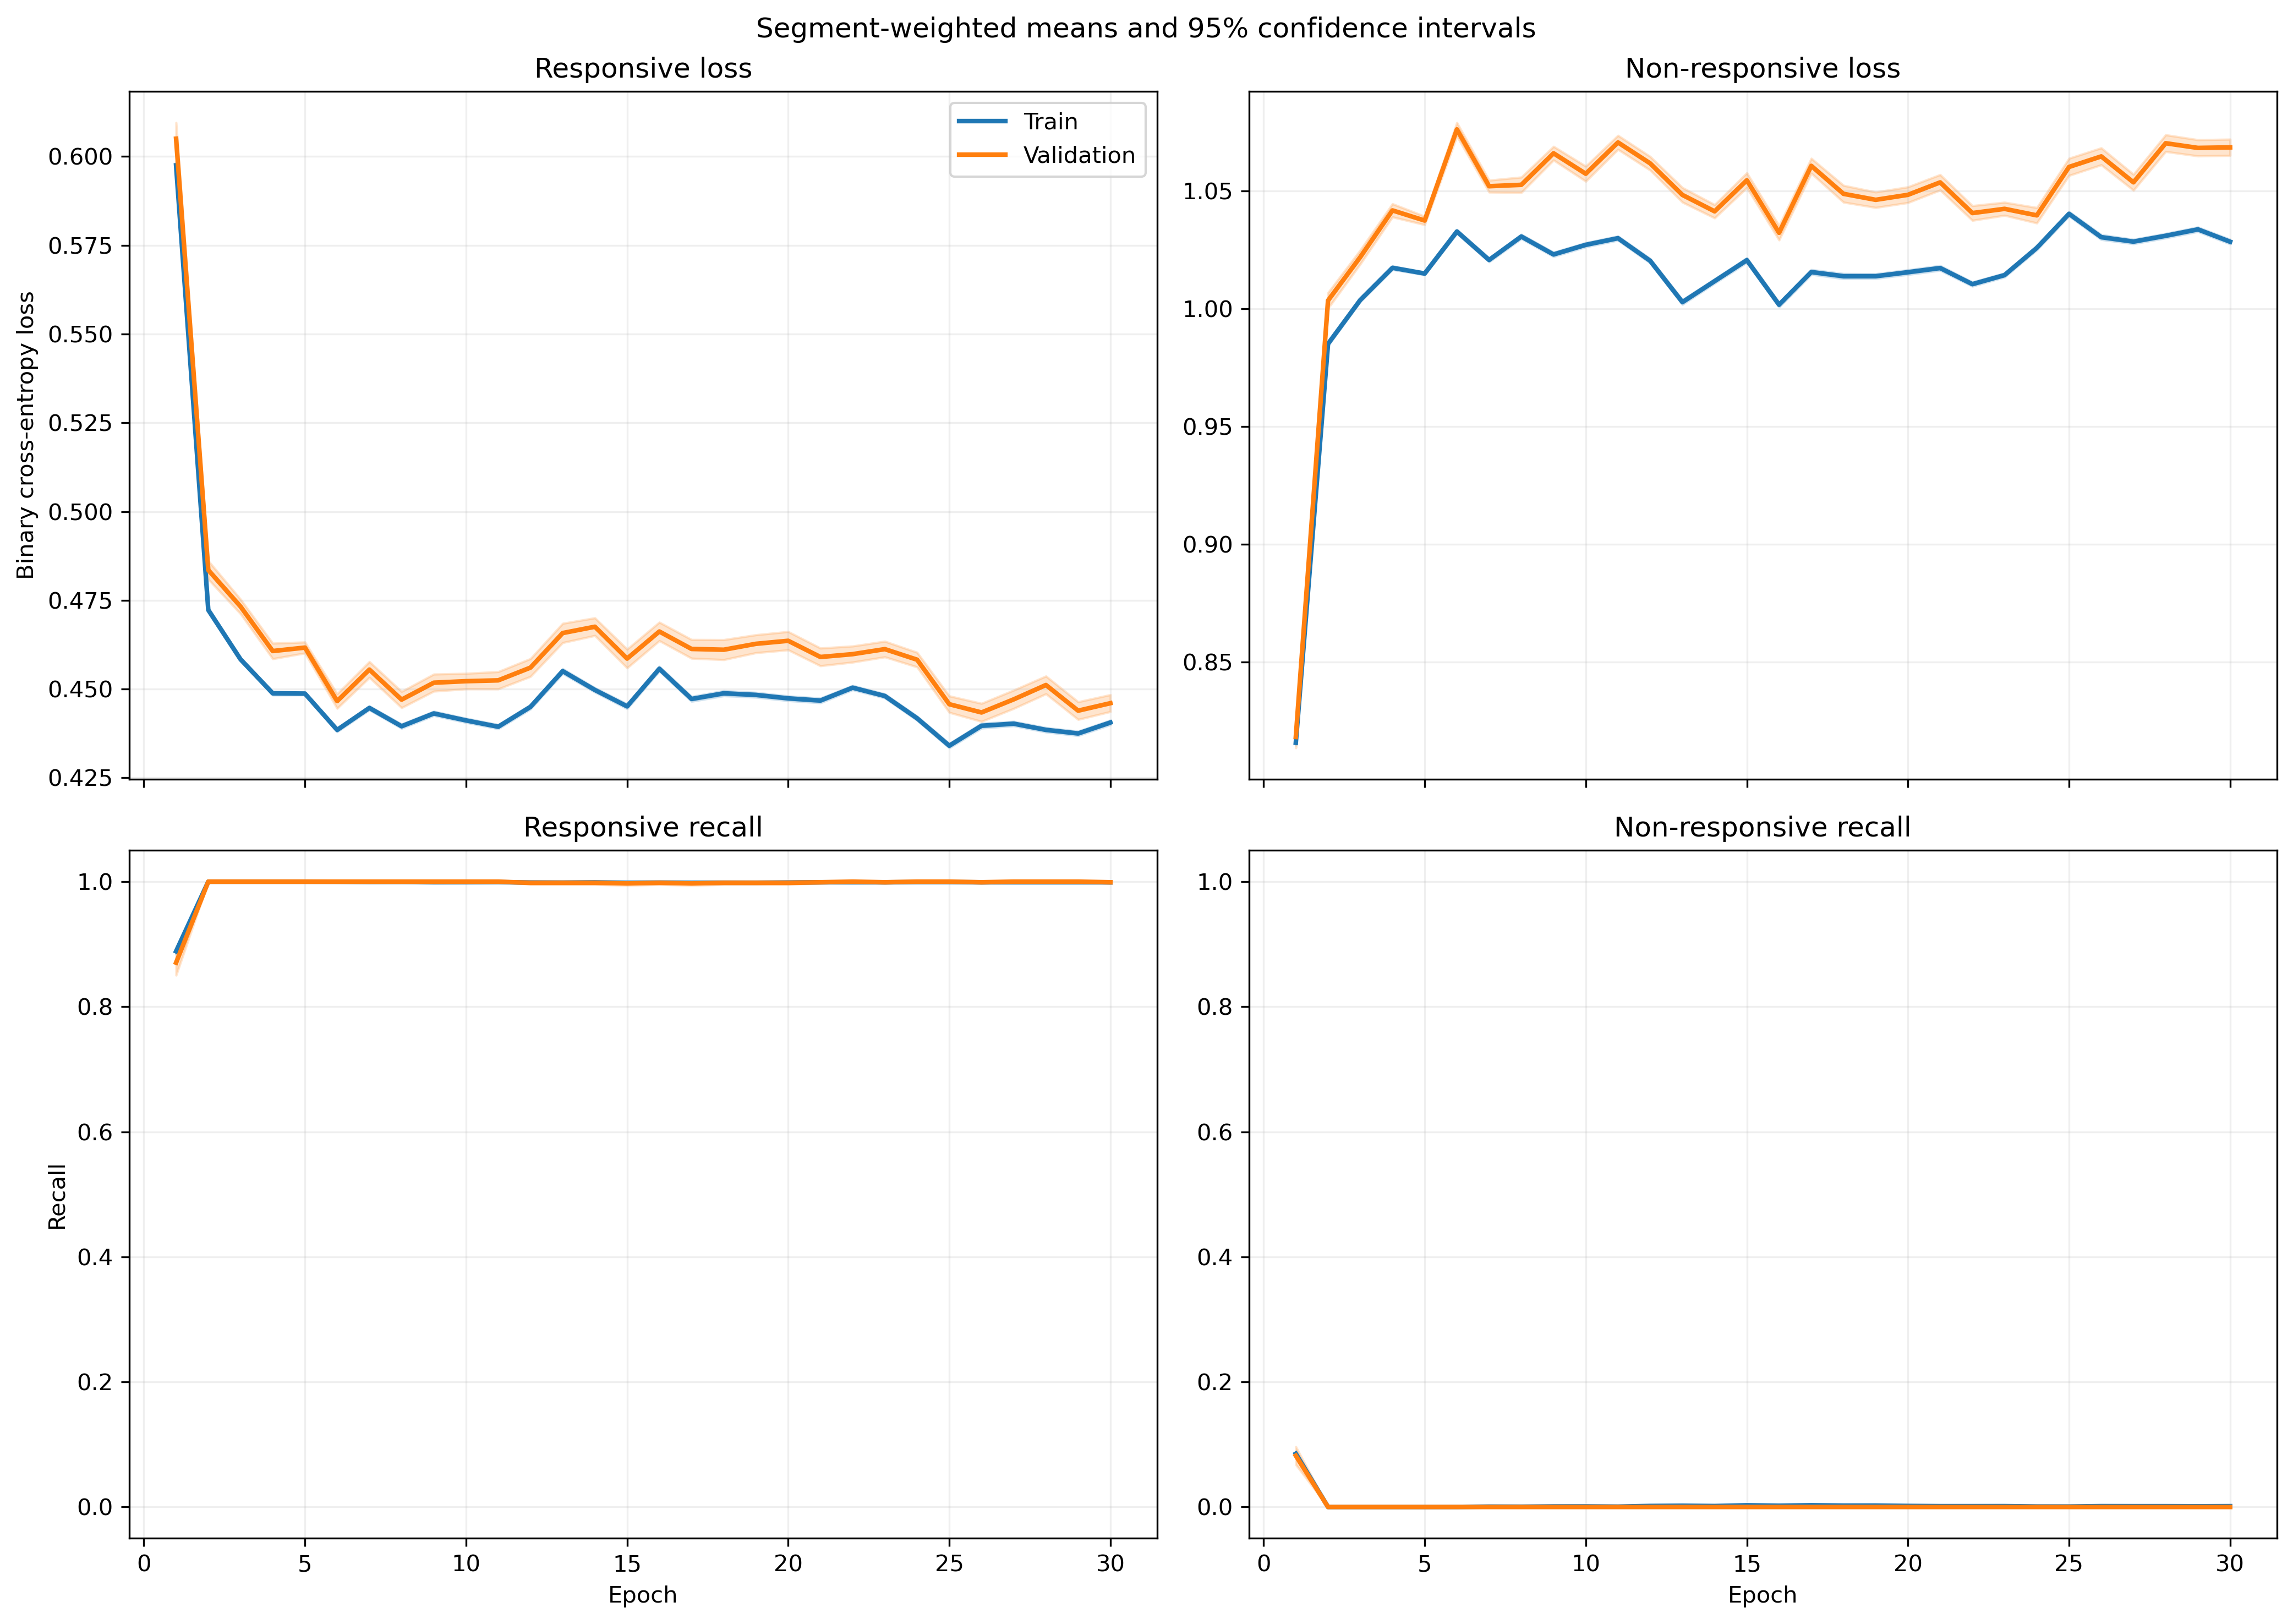 Segment-weighted means and 95% confidence intervals
Responsive loss
Non-responsive loss
Train
Validation
Binary cross-entropy loss
0.600
0.575
0.550
0.525
0.500
0.475
0.450
0.425
1.05
1.00
0.95
0.90
0.85
Responsive recall
Non-responsive recall
Recall
1.0
0.8
0.6
0.4
0.2
0.0
1.0
0.8
0.6
0.4
0.2
0.0
0 5 10 15 20 25 30
0 5 10 15 20 25 30
Epoch
Epoch